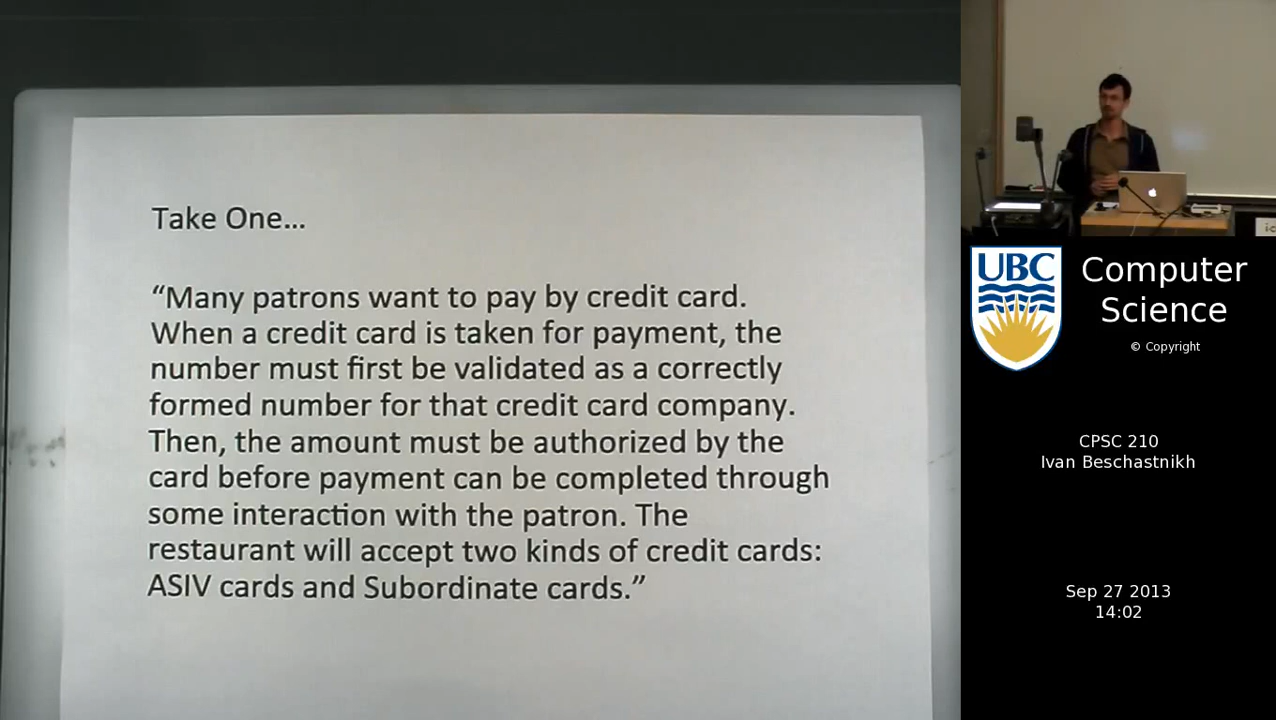 Take One…
“Many patrons want to pay by credit card.
When a credit card is taken for payment, the
number must first be validated as a correctly
formed number for that credit card company.
Then, the amount must be authorized by the
card before payment can be completed through
some interaction with the patron. The
restaurant will accept two kinds of credit cards:
ASIV cards and Subordinate cards.”
ic
UBC
Computer
Science
© Copyright
CPSC 210
Ivan Beschastnikh
Sep 27 2013
14:02